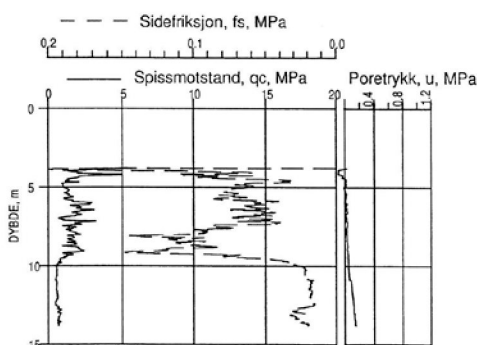 Sidefriksjon, fs, MPa
0,2 0,1 0,0
Spissmotstand, qc, MPa Poretrykk, u, MPa
0 5 10 15 20 0,4 0,8 1,2
DYBDE, m
0
5
10
15